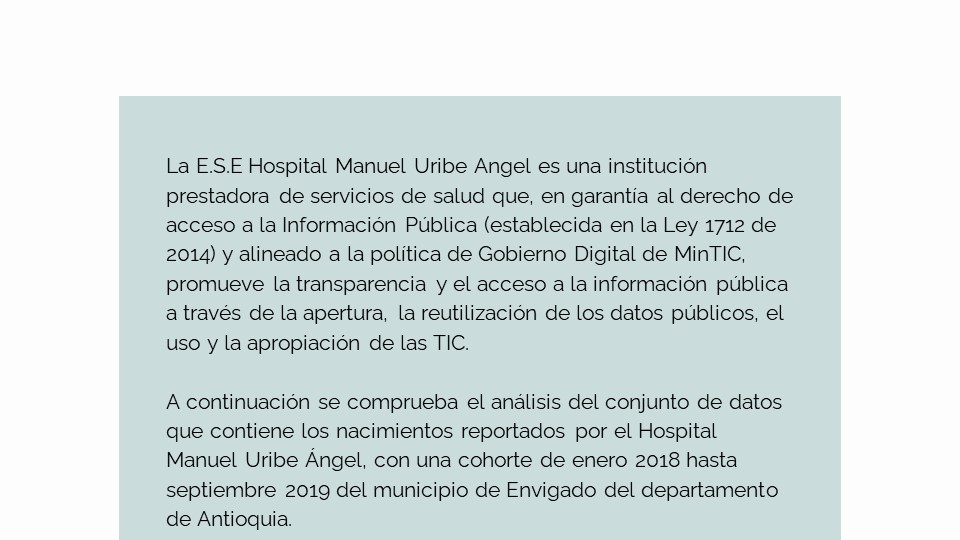 La E.S.E Hospital Manuel Uribe Angel es una institución
prestadora de servicios de salud que, en garantía al derecho de
acceso a la Información Pública (establecida en la Ley 1712 de
2014) y alineado a la política de Gobierno Digital de MinTIC,
promueve la transparencia y el acceso a la información pública
a través de la apertura, la reutilización de los datos públicos, el
uso y la apropiación de las TIC.
A continuación se comprueba el análisis del conjunto de datos
que contiene los nacimientos reportados por el Hospital
Manuel Uribe Ángel, con una cohorte de enero 2018 hasta
septiembre 2019 del municipio de Envigado del departamento
de Antioquia.